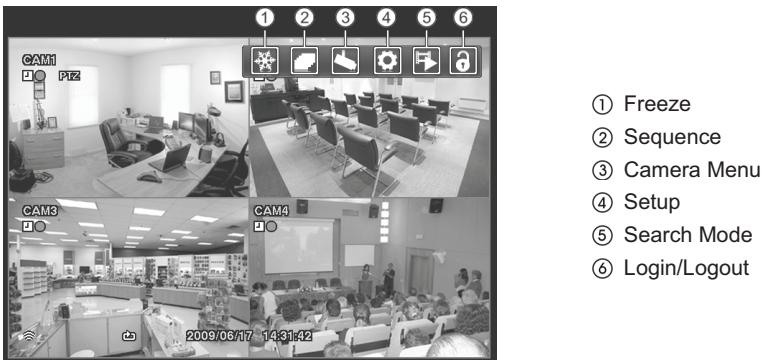 ① ② ③ ④ ⑤ ⑥
CAM1
PTZ
CAM3
CAM4
2009/06/17 14:31:42
① Freeze
② Sequence
③ Camera Menu
④ Setup
⑤ Search Mode
⑥ Login/Logout